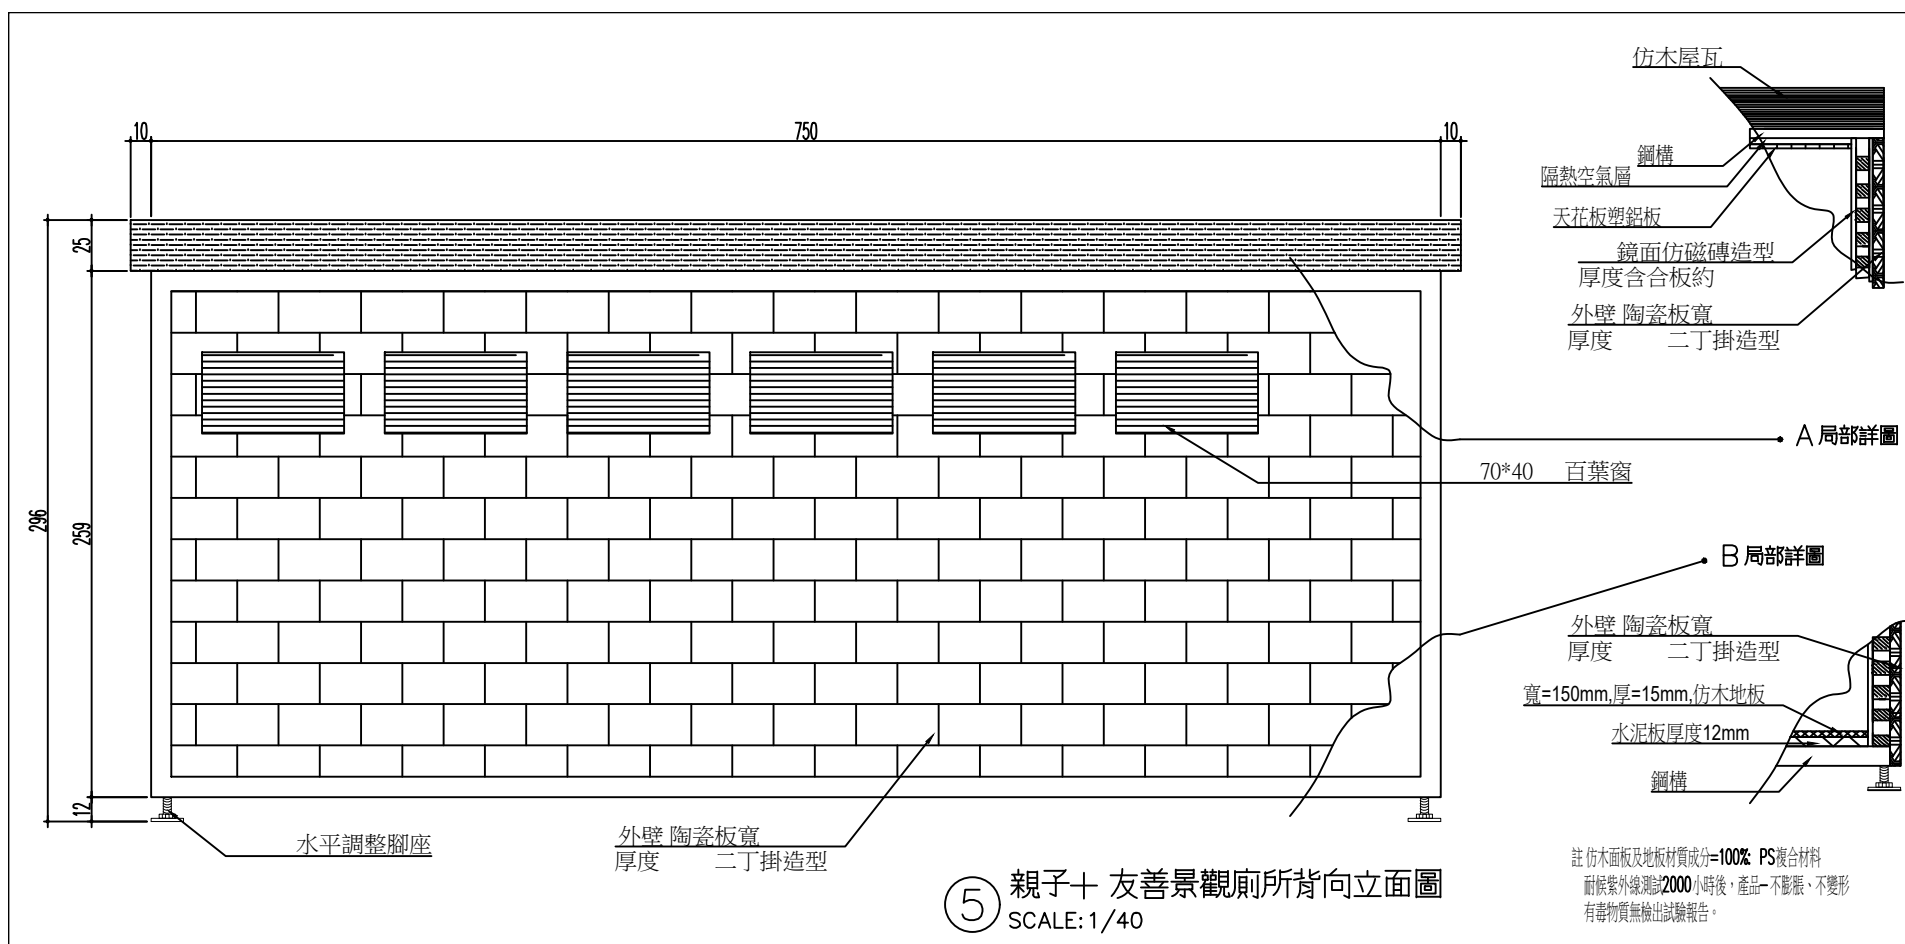 仿木屋瓦
10
750
10
鋼構
隔熱空氣層
天花板塑鋁板
鏡面仿磁磚造型
厚度含合板約
外壁 陶瓷板寬
厚度 二丁掛造型
25
296
259
12
A 局部詳圖
70*40 百葉窗
B 局部詳圖
外壁 陶瓷板寬
厚度 二丁掛造型
寬=150mm,厚=15mm,仿木地板
水泥板厚度12mm
鋼構
水平調整腳座
外壁 陶瓷板寬
厚度 二丁掛造型
5 親子+ 友善景觀廁所背向立面圖
SCALE:1/40
註 仿木面板及地板材質成分=100% PS複合材料
耐候紫外線測試2000小時後,產品-不膨脹、不變形
有毒物質無檢出試驗報告。